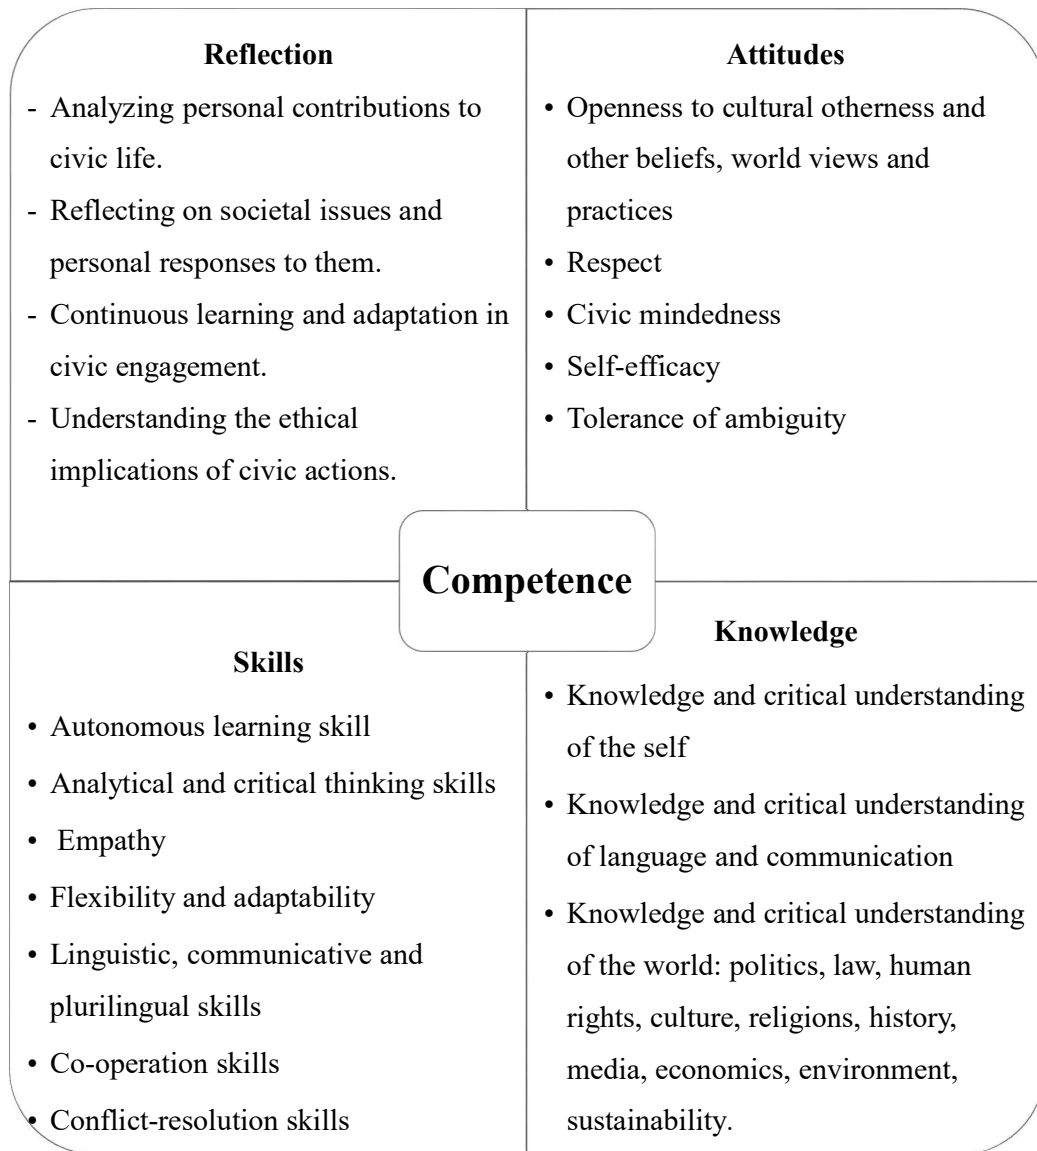 Reflection
- Analyzing personal contributions to
civic life.
- Reflecting on societal issues and
personal responses to them.
- Continuous learning and adaptation in
civic engagement.
- Understanding the ethical
implications of civic actions.
Attitudes
• Openness to cultural otherness and
other beliefs, world views and
practices
• Respect
• Civic mindedness
• Self-efficacy
• Tolerance of ambiguity
Competence
Skills
• Autonomous learning skill
• Analytical and critical thinking skills
• Empathy
• Flexibility and adaptability
• Linguistic, communicative and
plurilingual skills
• Co-operation skills
• Conflict-resolution skills
Knowledge
• Knowledge and critical understanding
of the self
• Knowledge and critical understanding
of language and communication
• Knowledge and critical understanding
of the world: politics, law, human
rights, culture, religions, history,
media, economics, environment,
sustainability.